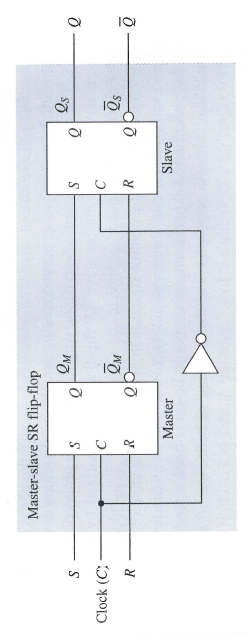 Master-slave SR flip-flop
S
Clock (C)
R
S
C
R
Q
Q
Q_M
Q̅_M
Master
S
C
R
Q
Q
Q_S
Q̅_S
Slave
Q
Q̅